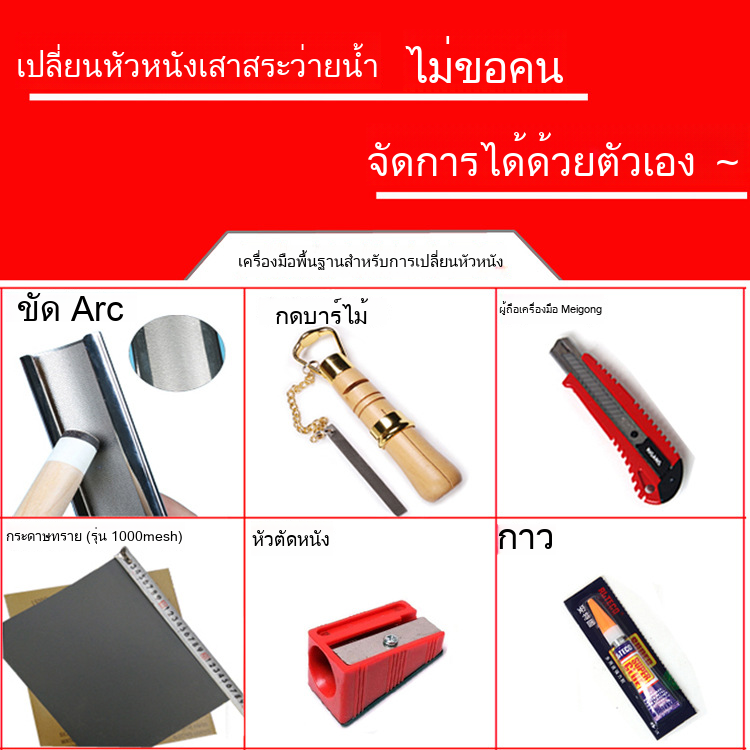 เปลี่ยนหัวหนังเสาสระว่ายน้ำ ไม่ขอคน
จัดการได้ด้วยตัวเอง ~
เครื่องมือพื้นฐานสำหรับการเปลี่ยนหัวหนัง
ขัด Arc
กดบาร์ไม้
ผู้ถือเครื่องมือ Meigong
กระดาษทราย (รุ่น 1000mesh)
หัวตัดหนัง
กาว
SUPER